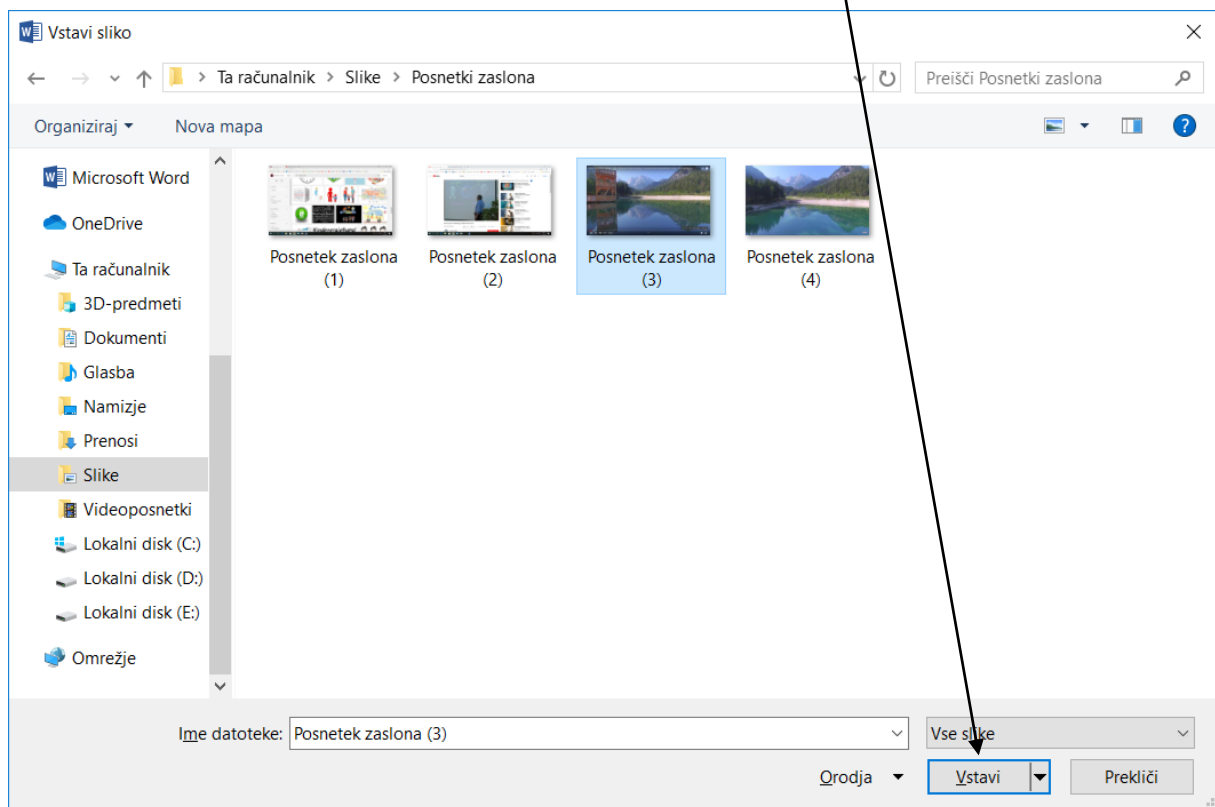 Vstavi sliko
Ta računalnik > Slike > Posnetki zaslona
Preišči Posnetki zaslona
Organiziraj
Nova mapa
Microsoft Word
OneDrive
Ta računalnik
3D-predmeti
Dokumenti
Glasba
Namizje
Prenosi
Slike
Videoposnetki
Lokalni disk (C:)
Lokalni disk (D:)
Lokalni disk (E:)
Omrežje
Posnetek zaslona
(1)
Posnetek zaslona
(2)
Posnetek zaslona
(3)
Posnetek zaslona
(4)
Ime datoteke: Posnetek zaslona (3)
Vse slike
Orodja
Vstavi
Prekliči